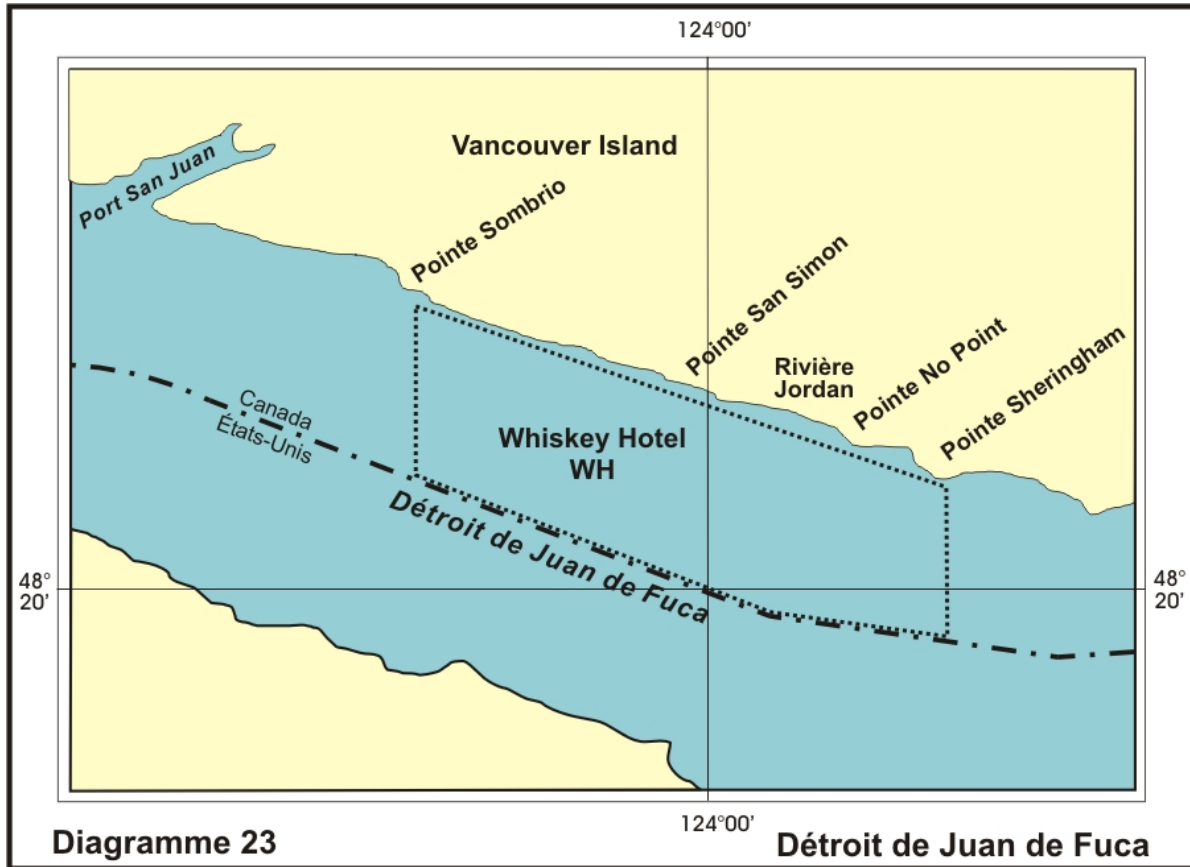 124°00’
Vancouver Island
Port San Juan
Pointe Sombrio
Pointe San Simon
Rivière
Jordan
Pointe No Point
Pointe Sheringham
Canada
États-Unis
Whiskey Hotel
WH
Détroit de Juan de Fuca
48°
20’
48°
20’
124°00’
Diagramme 23
Détroit de Juan de Fuca